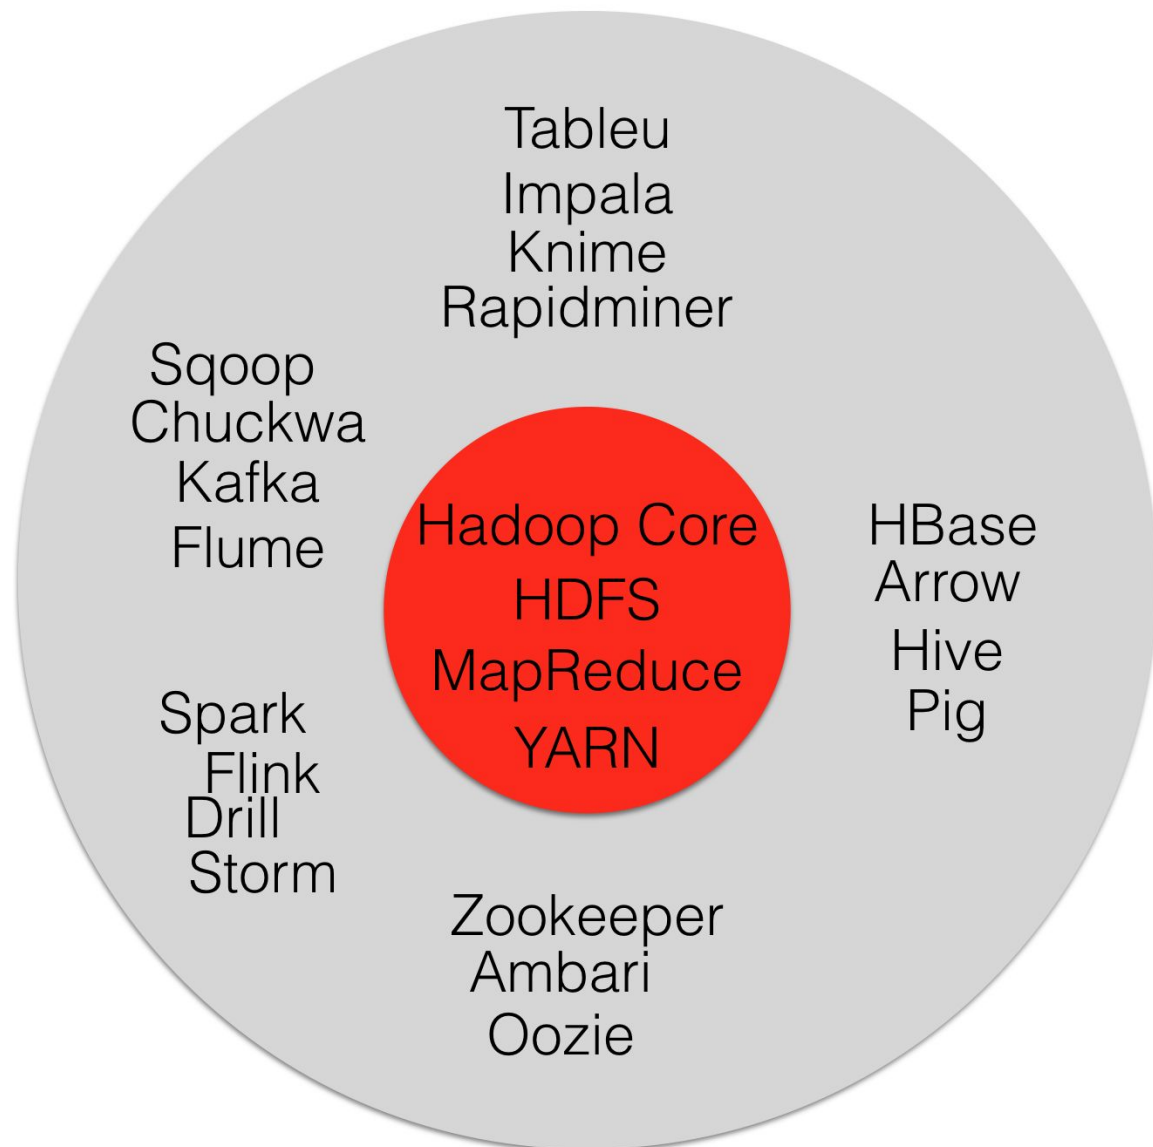 Tableu
Impala
Knime
Rapidminer
Sqoop
Chuckwa
Kafka
Flume
Hadoop Core
HDFS
MapReduce
YARN
HBase
Arrow
Hive
Pig
Spark
Flink
Drill
Storm
Zookeeper
Ambari
Oozie